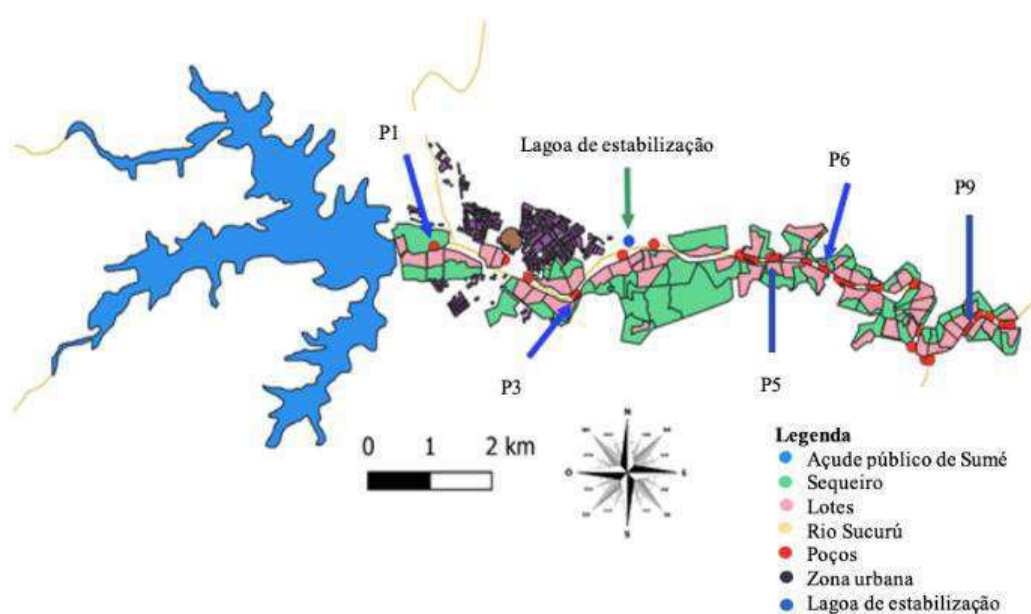 P1
Lagoa de estabilização
P6
P9
P3
P5
0 1 2 km
N
O
E
S
Legenda
Açude público de Sumé
Sequeiro
Lotes
Rio Sucurú
Poços
Zona urbana
Lagoa de estabilização